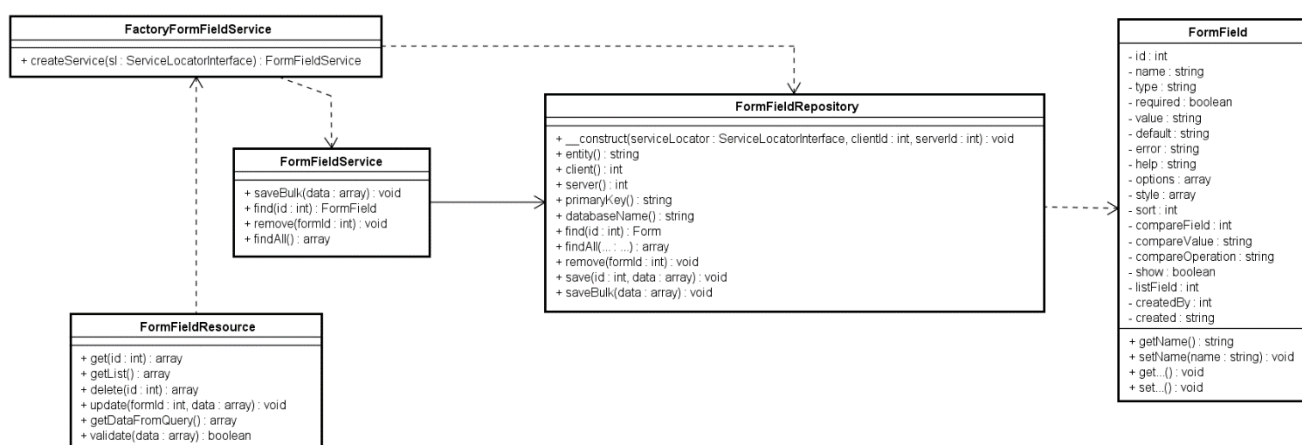 FactoryFormFieldService
+ createService(sl : ServiceLocatorInterface) : FormFieldService
FormFieldService
+ saveBulk(data : array) : void
+ find(id : int) : FormField
+ remove(formId : int) : void
+ findAll() : array
FormFieldResource
+ get(id : int) : array
+ getList() : array
+ delete(id : int) : array
+ update(formId : int, data : array) : void
+ getDataFromQuery() : array
+ validate(data : array) : boolean
FormFieldRepository
+ __construct(serviceLocator : ServiceLocatorInterface, clientId : int, serverId : int) : void
+ entity() : string
+ client() : int
+ server() : int
+ primaryKey() : string
+ databaseName() : string
+ find(id : int) : Form
+ findAll(... : ...) : array
+ remove(formId : int) : void
+ save(id : int, data : array) : void
+ saveBulk(data : array) : void
FormField
- id : int
- name : string
- type : string
- required : boolean
- value : string
- default : string
- error : string
- help : string
- options : array
- style : array
- sort : int
- compareField : int
- compareValue : string
- compareOperation : string
- show : boolean
- listField : int
- createdBy : int
- created : string
+ getName() : string
+ setName(name : string) : void
+ get...() : void
+ set...() : void